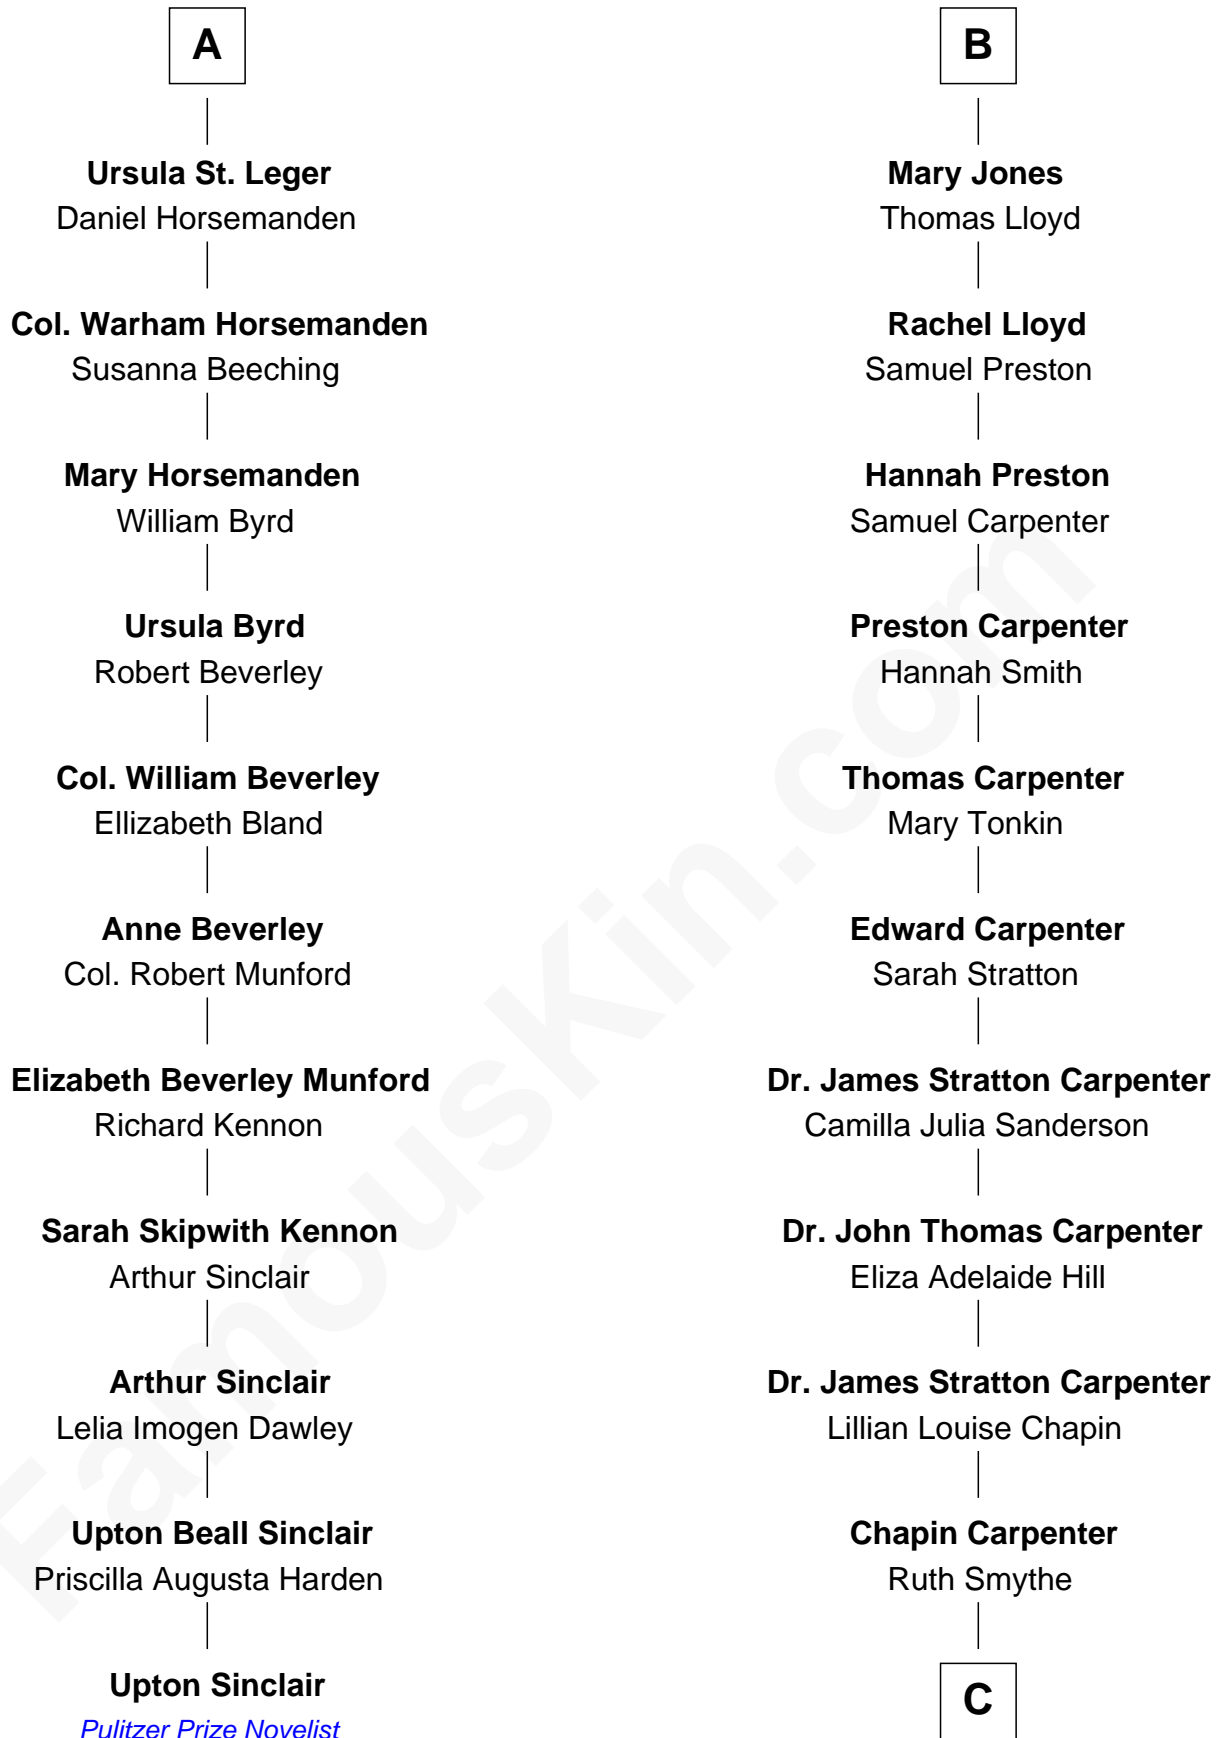 A
Ursula St. Leger
Daniel Horsemanden
Col. Warham Horsemanden
Susanna Beeching
Mary Horsemanden
William Byrd
Ursula Byrd
Robert Beverley
Col. William Beverley
Ellizabeth Bland
Anne Beverley
Col. Robert Munford
Elizabeth Beverley Munford
Richard Kennon
Sarah Skipwith Kennon
Arthur Sinclair
Arthur Sinclair
Lelia Imogen Dawley
Upton Beall Sinclair
Priscilla Augusta Harden
Upton Sinclair
Pulitzer Prize Novelist
B
Mary Jones
Thomas Lloyd
Rachel Lloyd
Samuel Preston
Hannah Preston
Samuel Carpenter
Preston Carpenter
Hannah Smith
Thomas Carpenter
Mary Tonkin
Edward Carpenter
Sarah Stratton
Dr. James Stratton Carpenter
Camilla Julia Sanderson
Dr. John Thomas Carpenter
Eliza Adelaide Hill
Dr. James Stratton Carpenter
Lillian Louise Chapin
Chapin Carpenter
Ruth Smythe
C
FamousKin.com